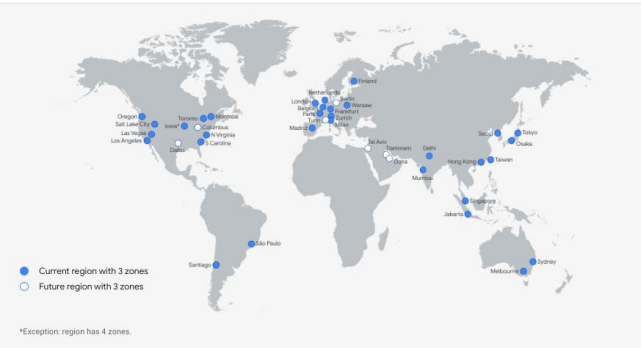 Finland
Netherlands
Berlin
London
Warsaw
Belgium
Frankfurt
Paris
Zurich
Turin
Milan
Madrid
Oregon
Toronto
Montréal
Salt Lake City
Iowa*
Columbus
Las Vegas
N Virginia
Los Angeles
S Carolina
Dallas
Tel Aviv
Dammam
Doha
Delhi
Mumbai
Seoul
Tokyo
Osaka
Hong Kong
Taiwan
Singapore
Jakarta
São Paulo
Santiago
Sydney
Melbourne
Current region with 3 zones
Future region with 3 zones
*Exception: region has 4 zones.